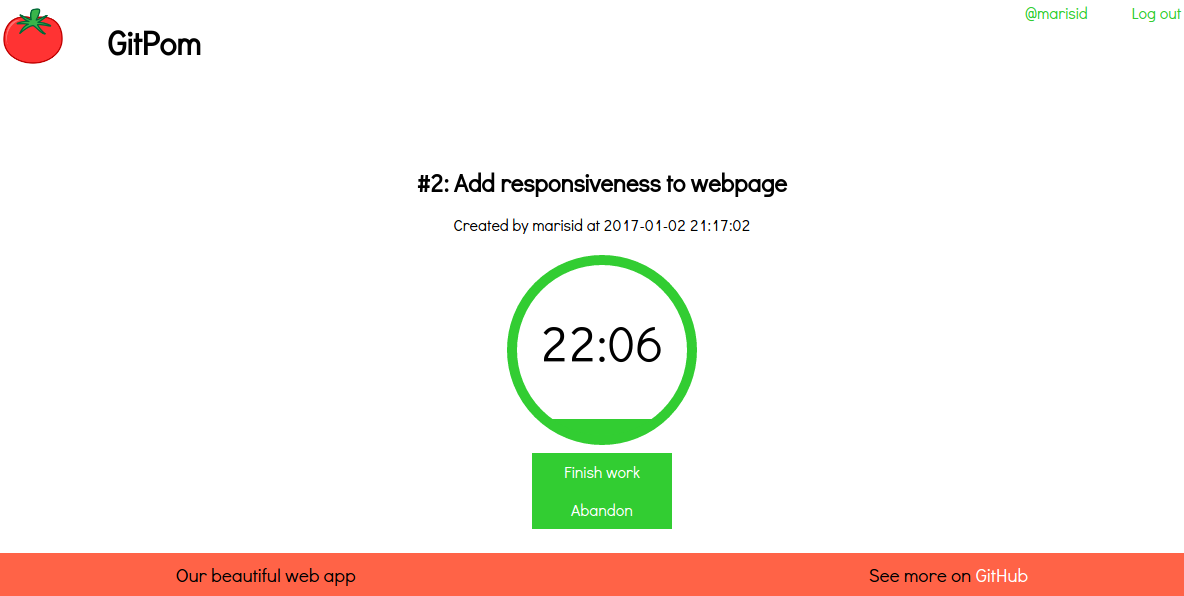 @marisid Log out
GitPom
#2: Add responsiveness to webpage
Created by marisid at 2017-01-02 21:17:02
22:06
Finish work
Abandon
Our beautiful web app See more on GitHub